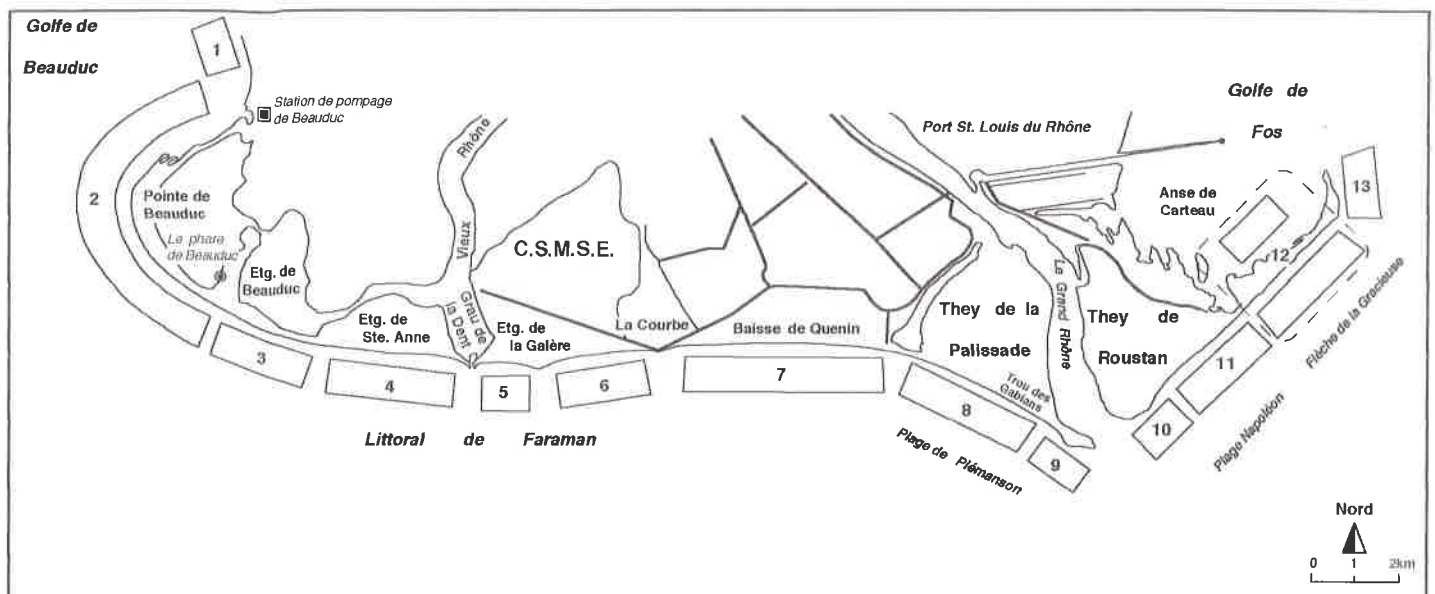 Golfe de
Beauduc
1
Station de pompage
de Beauduc
2
Pointe de
Beauduc
Le phare
de Beauduc
Etg. de
Beauduc
Rhône
Vieux
Grau de
la Dent
C.S.M.S.E.
Etg. de
Ste. Anne
Etg. de
la Galère
La Courbe
Baisse de Quenin
Port St. Louis du Rhône
Golfe de
Fos
Anse de
Carteau
13
12
They de la
Palissade
Le Grand Rhône
They de
Roustan
Trou des
Gabians
3
4
5
6
7
8
9
10
11
Flèche de la Gracieuse
Plage Napoléon
Plage de Piémanson
Littoral de Faraman
Nord
0 1 2km